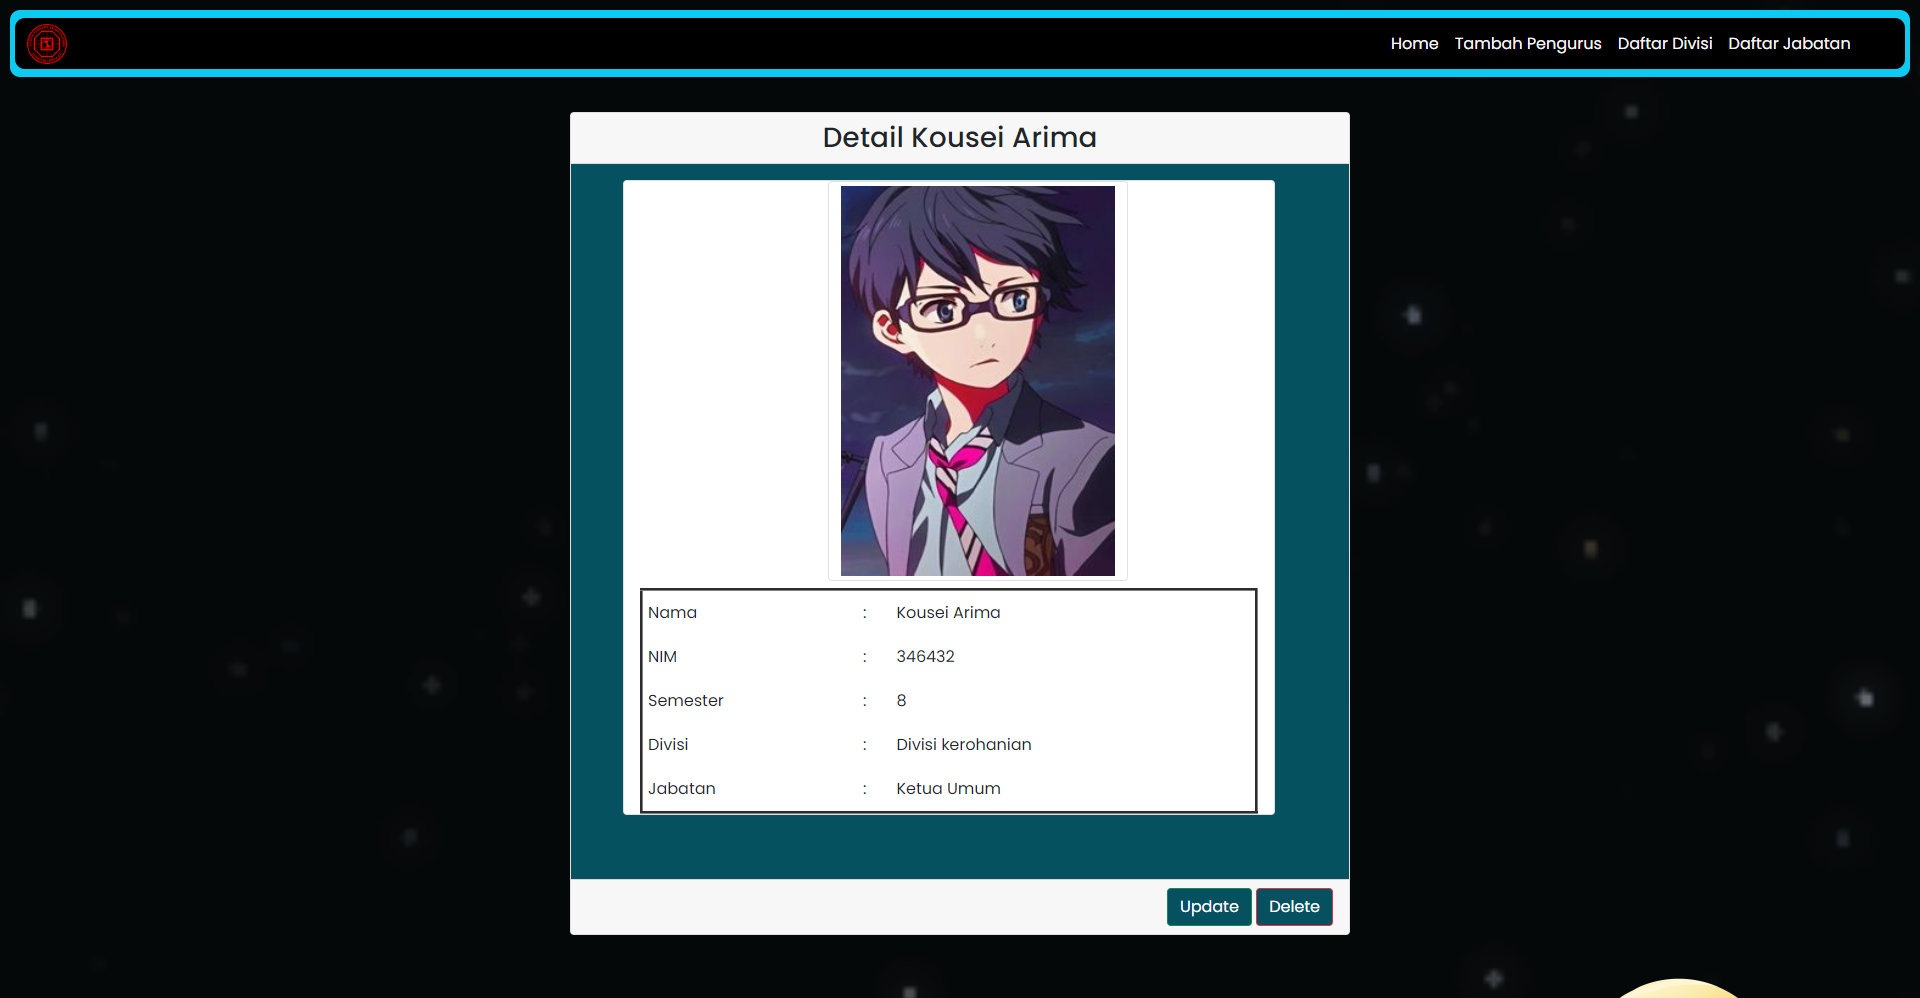 Home Tambah Pengurus Daftar Divisi Daftar Jabatan
Detail Kousei Arima
Nama : Kousei Arima
NIM : 346432
Semester : 8
Divisi : Divisi kerohanian
Jabatan : Ketua Umum
Update Delete